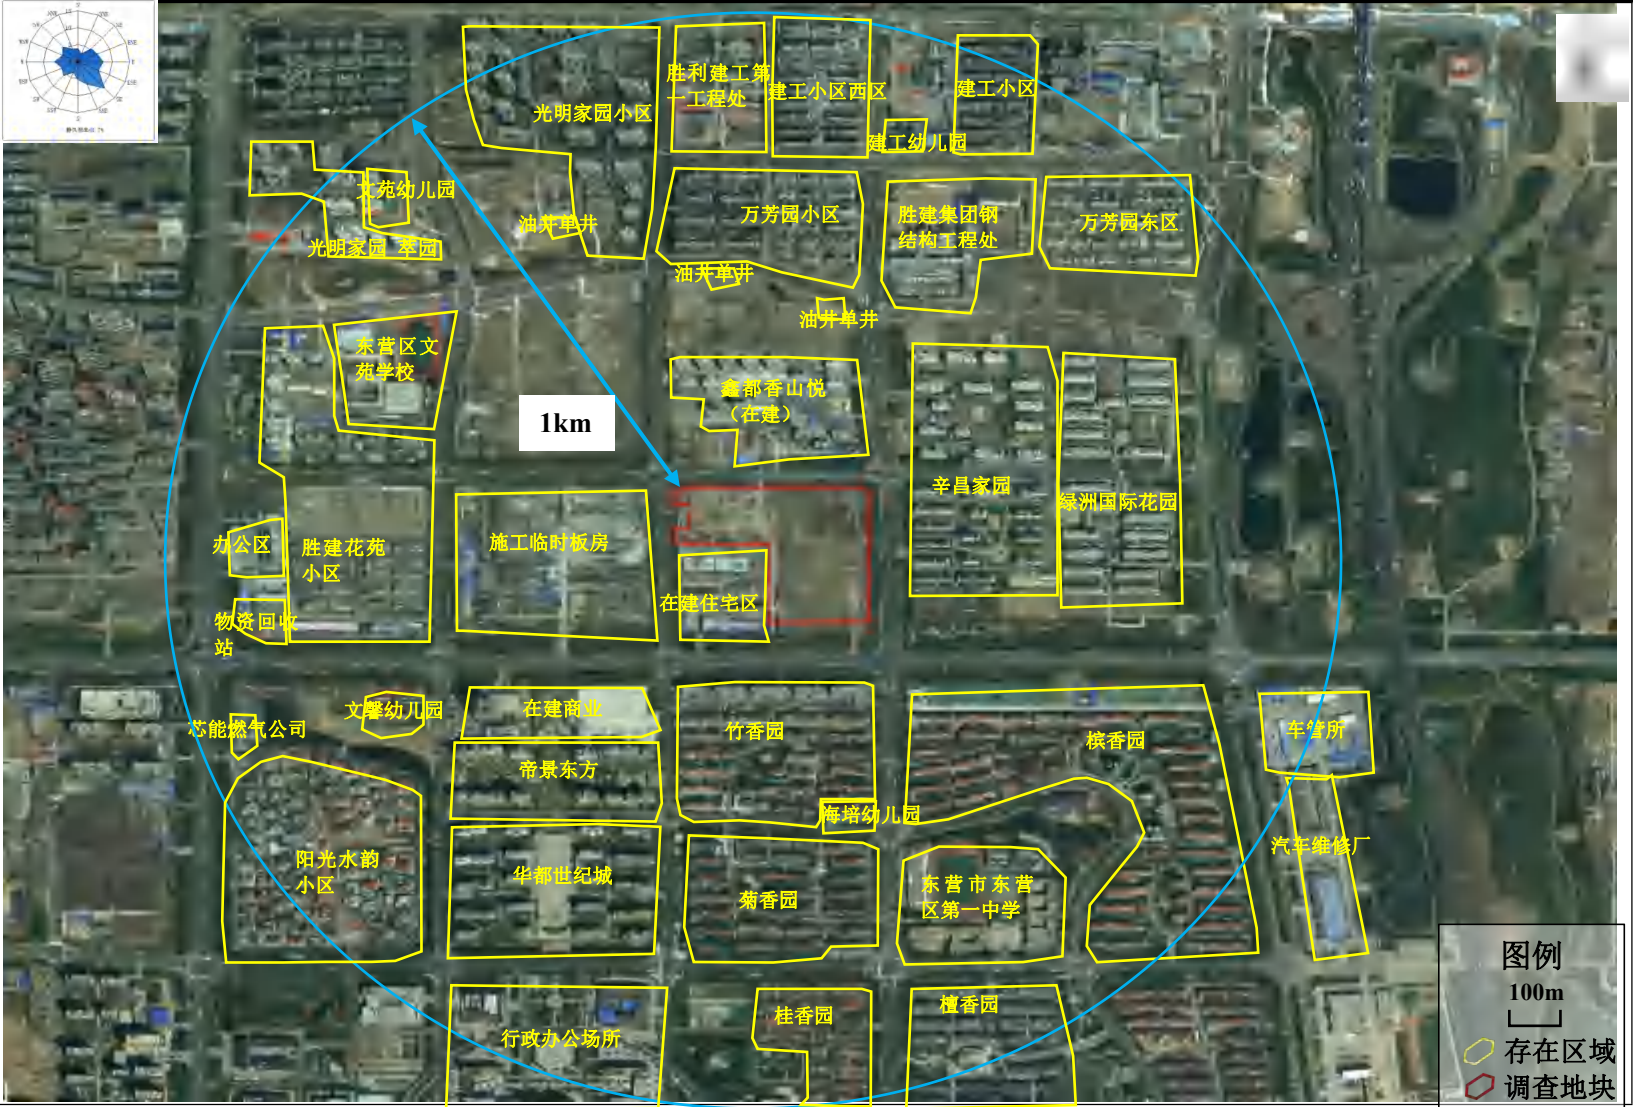 光明家园小区
胜利建工第
一工程处
建工小区西区
建工小区
建工幼儿园
文苑幼儿园
油井单井
光明家园 萃园
万芳园小区
胜建集团钢
结构工程处
万芳园东区
油井单井
油井单井
东营区文
苑学校
鑫都香山悦
（在建）
1km
辛昌家园
绿洲国际花园
施工临时板房
办公区
胜建花苑
小区
在建住宅区
物资回收
站
芯能燃气公司
文馨幼儿园
在建商业
竹香园
槟香园
车管所
帝景东方
海培幼儿园
阳光水韵
小区
华都世纪城
菊香园
东营市东营
区第一中学
汽车维修厂
行政办公场所
桂香园
檀香园
图例
100m
存在区域
调查地块